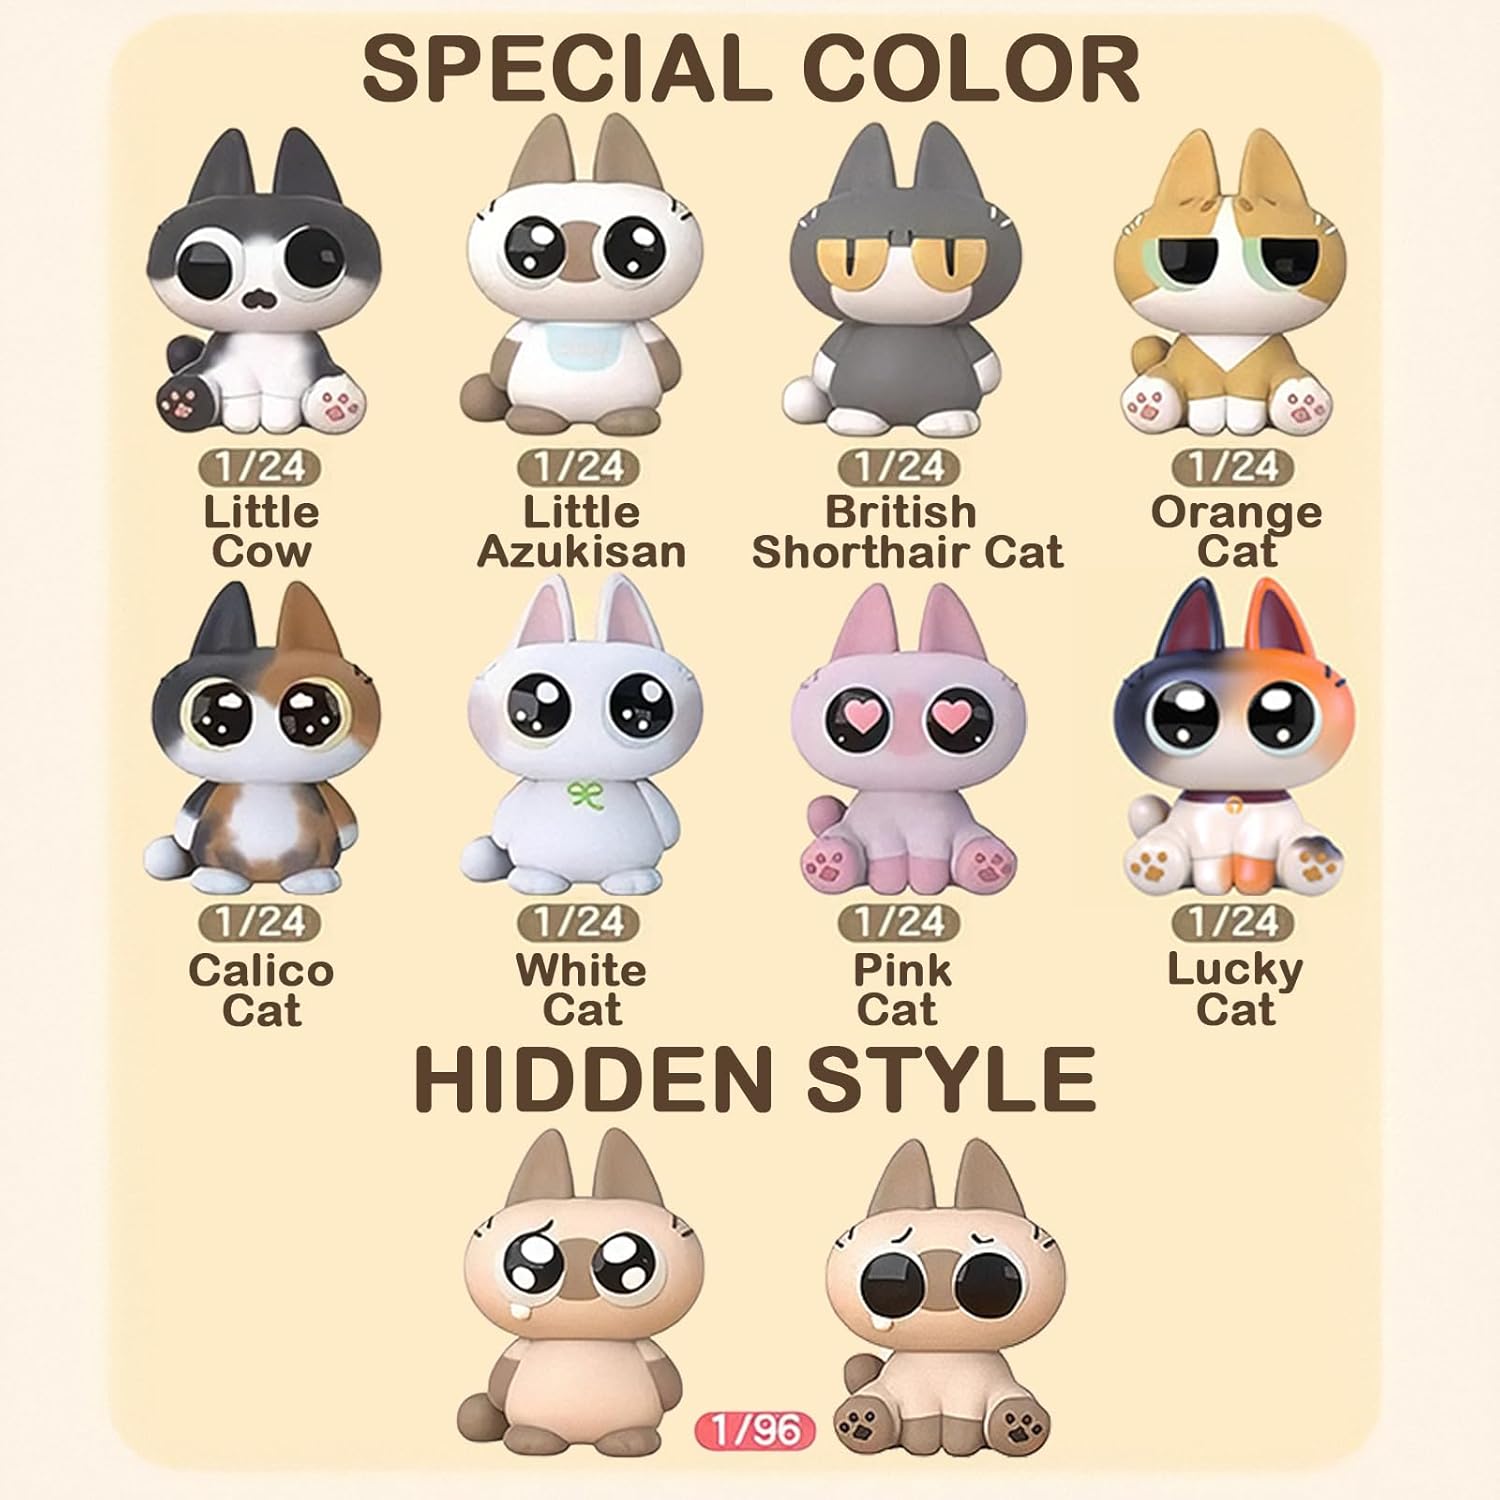 SPECIAL COLOR
1/24 1/24 1/24 1/24
Little Little British Orange
Cow Azukisan Shorthair Cat Cat
1/24 1/24 1/24 1/24
Calico White Pink Lucky
Cat Cat Cat Cat
HIDDEN STYLE
1/96